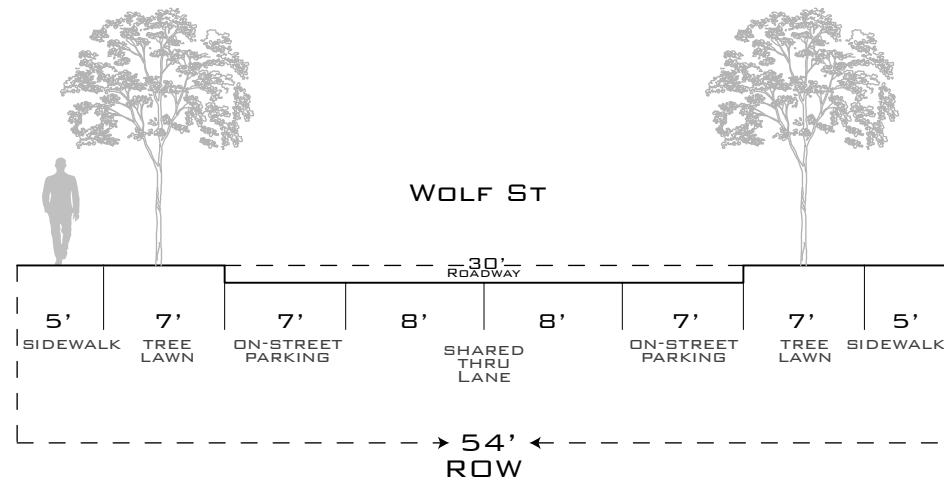 Wolf St
30'
Roadway
5' 7' 7' 8' 8' 7' 7' 5'
SIDEWALK
TREE
LAWN
ON-STREET
PARKING
SHARED
THRU
LANE
ON-STREET
PARKING
TREE
LAWN
SIDEWALK
54'
ROW